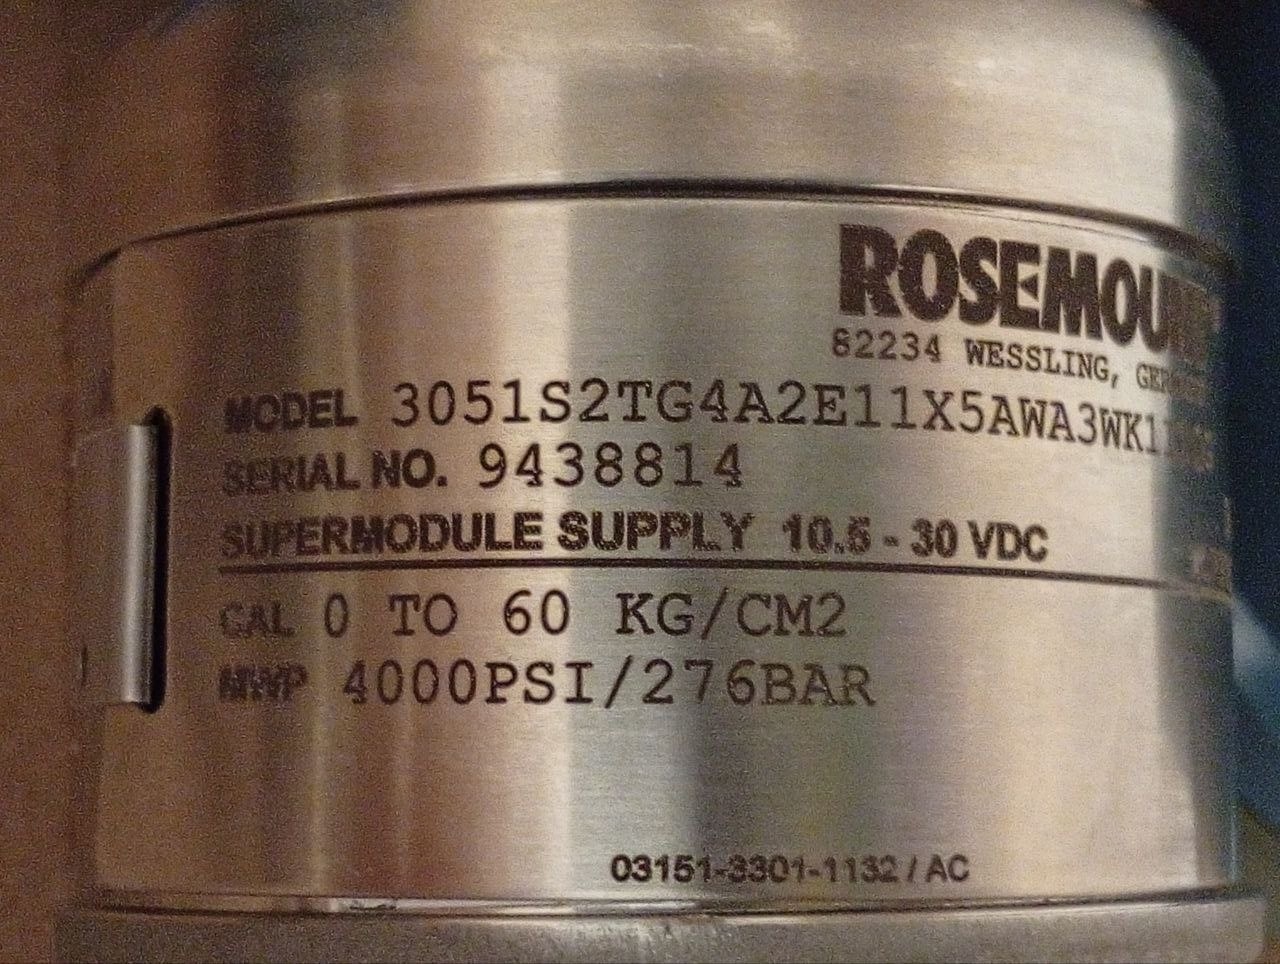 ROSEMOU
82234 WESSLING,
MODEL 3051S2TG4A2E11X5AWA3WK1
SERIAL NO. 9438814
SUPERMODULE SUPPLY 10.5 - 30 VDC
CAL 0 TO 60 KG/CM2
MWP 4000PSI/276BAR
03151-3301-1132 / AC